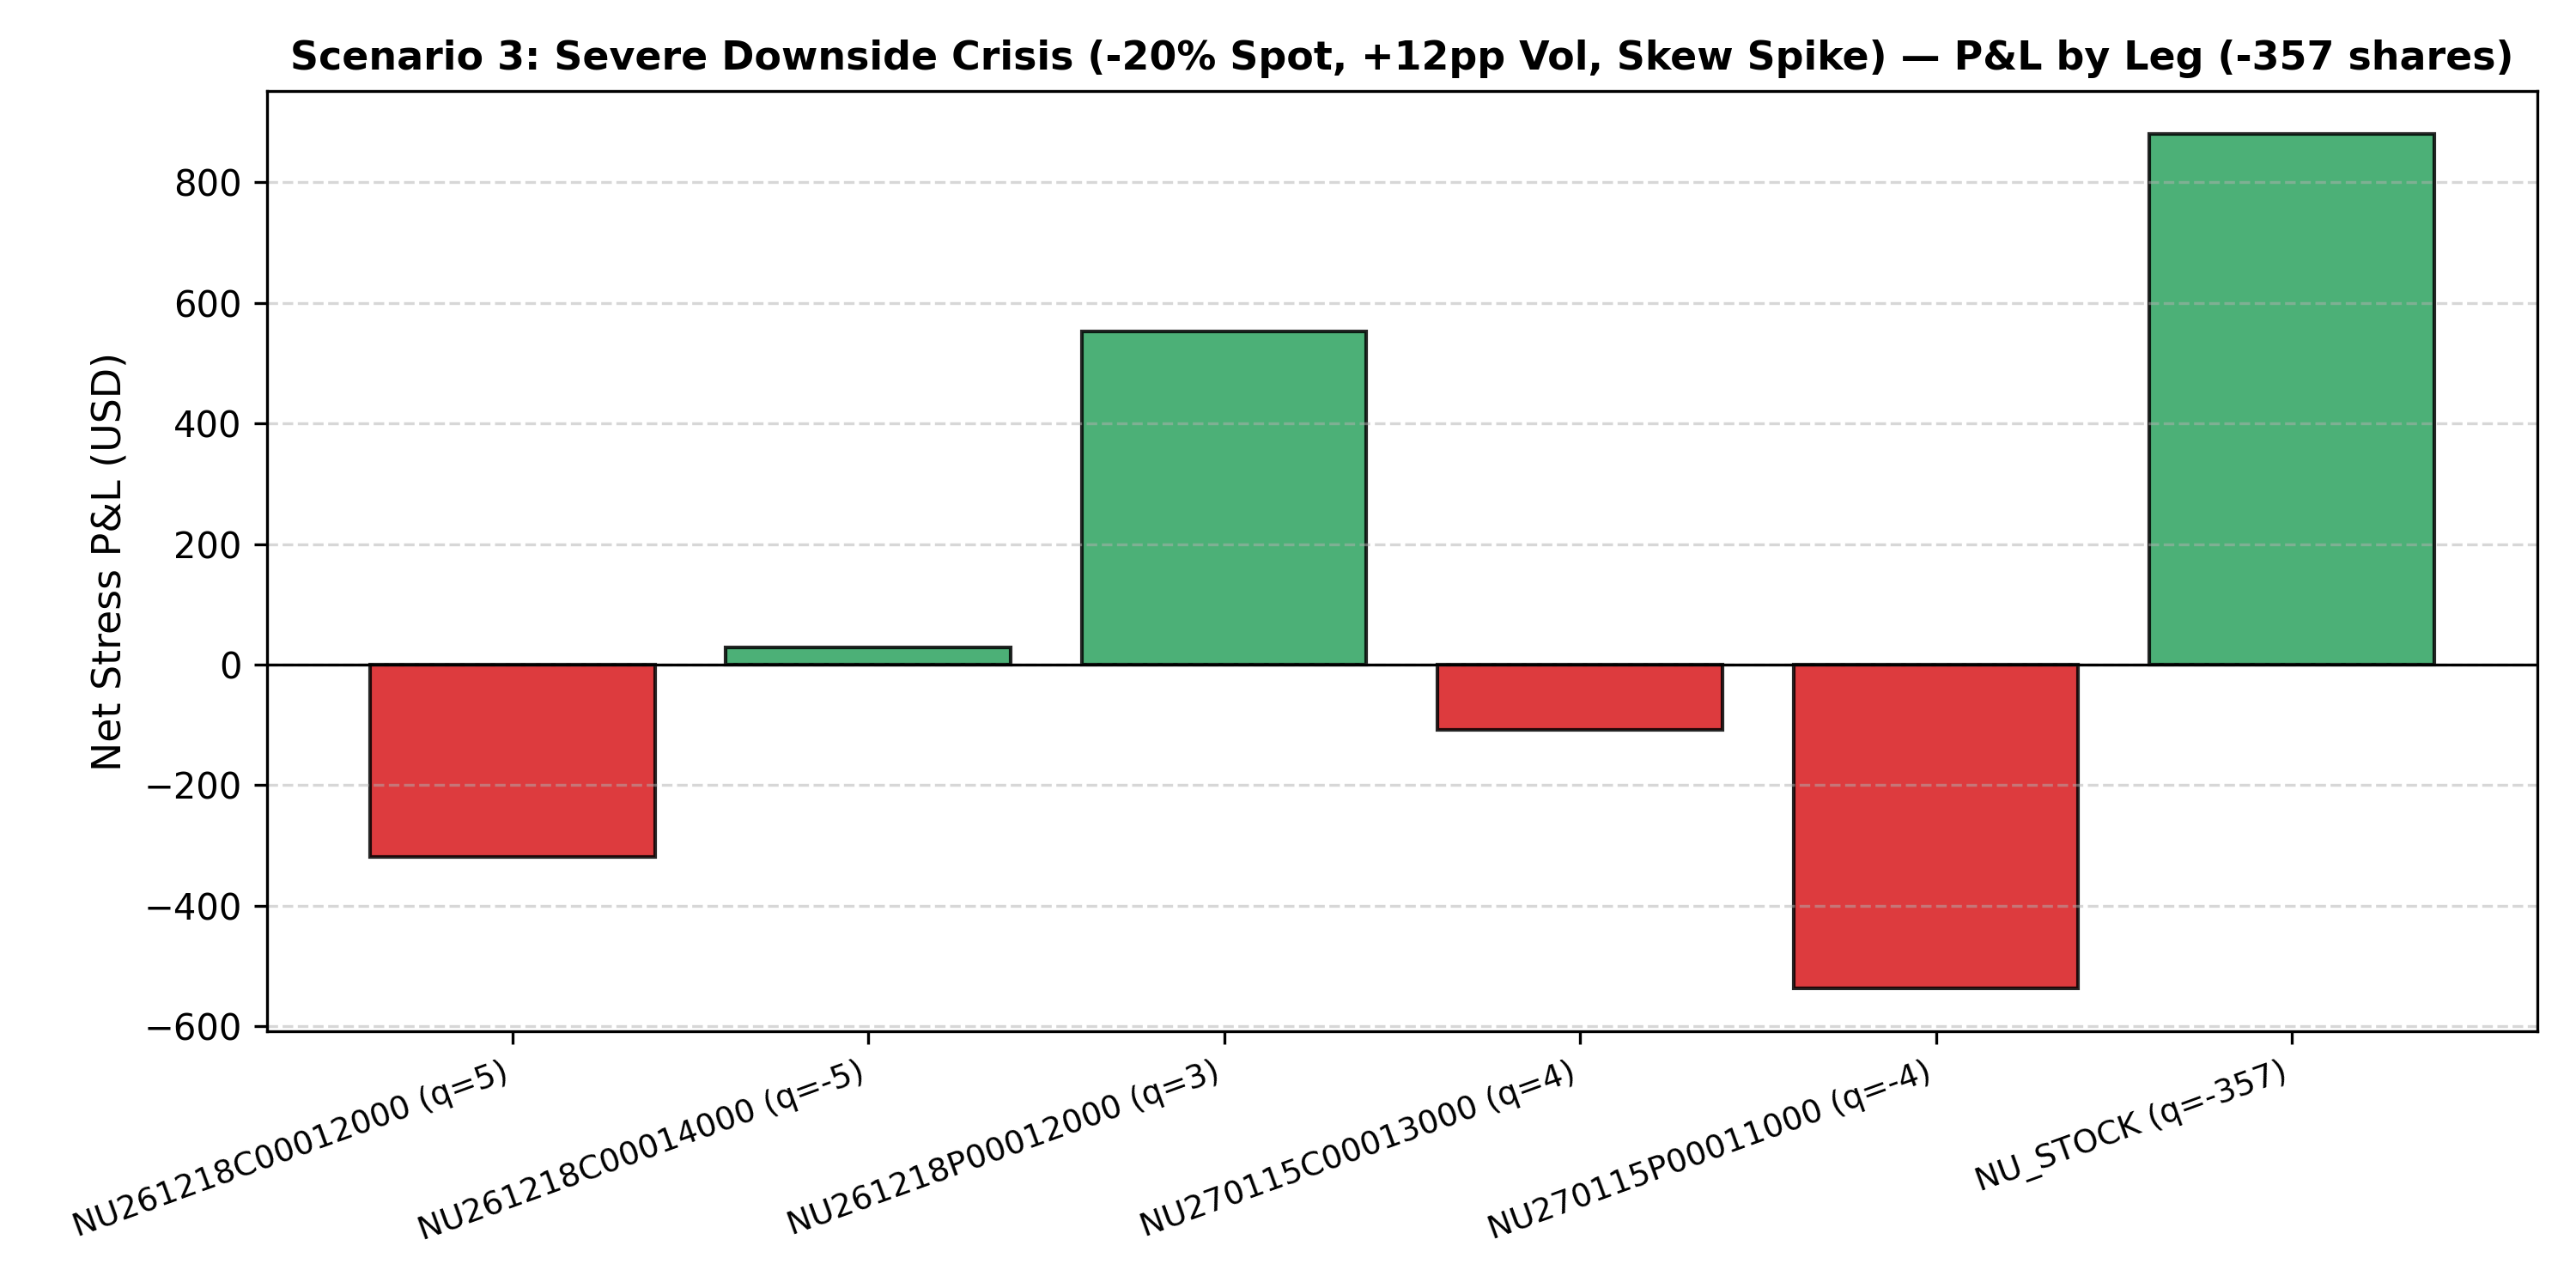 Scenario 3: Severe Downside Crisis (-20% Spot, +12pp Vol, Skew Spike) — P&L by Leg (-357 shares)
Net Stress P&L (USD)
800
600
400
200
0
−200
−400
−600
NU261218C00012000 (q=5)
NU261218C00014000 (q=-5)
NU261218P00012000 (q=3)
NU270115C00013000 (q=4)
NU270115P00011000 (q=-4)
NU_STOCK (q=-357)